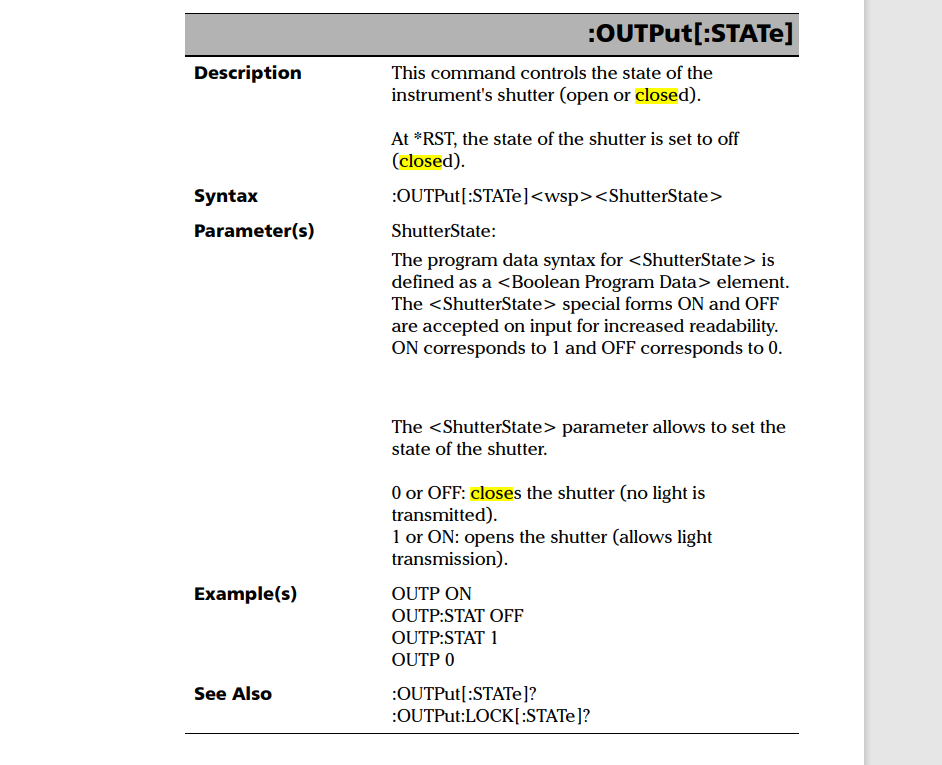 :OUTPut[:STATe]
Description
This command controls the state of the
instrument's shutter (open or closed).
At *RST, the state of the shutter is set to off
(closed).
Syntax
:OUTPut[:STATe]<wsp><ShutterState>
Parameter(s)
ShutterState:
The program data syntax for <ShutterState> is
defined as a <Boolean Program Data> element.
The <ShutterState> special forms ON and OFF
are accepted on input for increased readability.
ON corresponds to 1 and OFF corresponds to 0.
The <ShutterState> parameter allows to set the
state of the shutter.
0 or OFF: closes the shutter (no light is
transmitted).
1 or ON: opens the shutter (allows light
transmission).
Example(s)
OUTP ON
OUTP:STAT OFF
OUTP:STAT 1
OUTP 0
See Also
:OUTPut[:STATe]?
:OUTPut:LOCK[:STATe]?